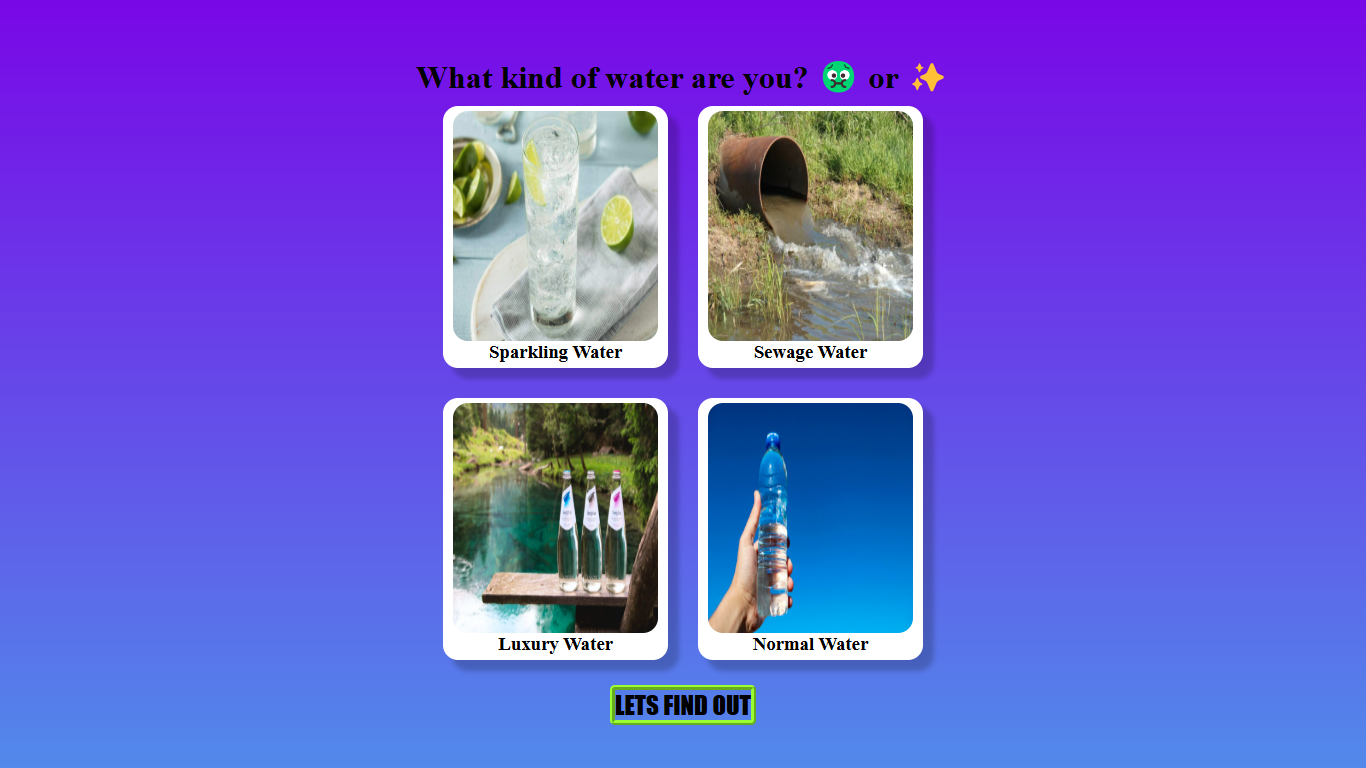 What kind of water are you? 🤢 or ✨
Sparkling Water
Sewage Water
Luxury Water
Normal Water
LETS FIND OUT